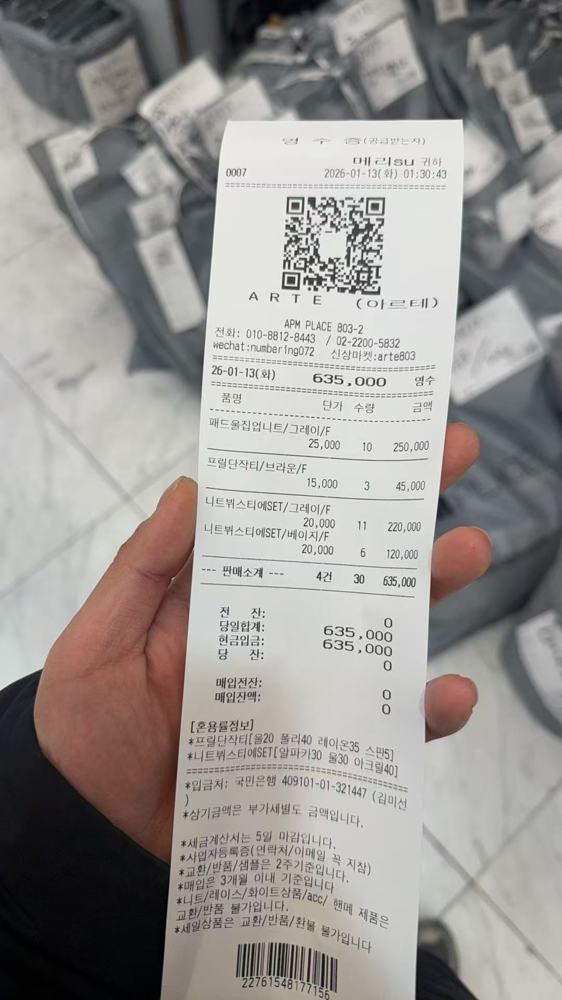 영 수 증(공급받는자)
메리su 귀하
0007 2026-01-13(화) 01:30:43
ARTE (아르테)
APM PLACE 803-2
전화: 010-8812-8443 / 02-2200-5832
wechat:numbering072 신상마켓:arte803
26-01-13(화) 635,000 영수
품명 단가 수량 금액
패드울집업니트/그레이/F
25,000 10 250,000
프릴단작티/브라운/F
15,000 3 45,000
니트뷔스티에SET/그레이/F
20,000 11 220,000
니트뷔스티에SET/베이지/F
20,000 6 120,000
--- 판매소계 --- 4건 30 635,000
전 잔: 0
당일합계: 635,000
현금입금: 635,000
당 잔: 0
매입전잔: 0
매입잔액: 0
[혼용률정보]
*프릴단작티[울20 폴리40 레이온35 스판5]
*니트뷔스티에SET[알파카30 울30 아크릴40]
*입금처: 국민은행 409101-01-321447 (김미선
)
*상기금액은 부가세별도 금액입니다.
*세금계산서는 5일 마감입니다.
*사업자등록증(연락처/이메일 꼭 지참)
*교환/반품/샘플은 2주기준입니다.
*매입은 3개월 이내 기준입니다
*니트/레이스/화이트상품/acc/ 핸메 제품은
교환/반품 불가입니다.
*세일상품은 교환/반품/환불 불가입니다
22761548177156